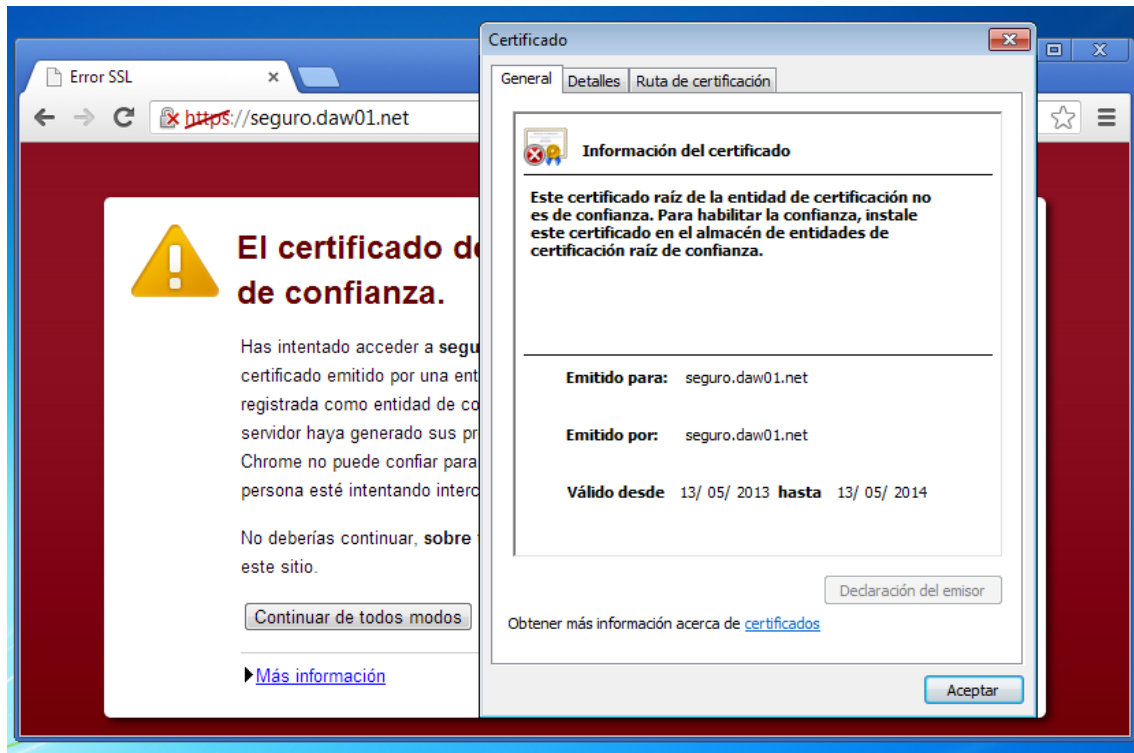 Error SSL
https://seguro.daw01.net
El certificado de
de confianza.
Has intentado acceder a segu
certificado emitido por una ent
registrada como entidad de co
servidor haya generado sus pr
Chrome no puede confiar para
persona esté intentando interc
No deberías continuar, sobre
este sitio.
Continuar de todos modos
Más información
Certificado
General Detalles Ruta de certificación
Información del certificado
Este certificado raíz de la entidad de certificación no
es de confianza. Para habilitar la confianza, instale
este certificado en el almacén de entidades de
certificación raíz de confianza.
Emitido para: seguro.daw01.net
Emitido por: seguro.daw01.net
Válido desde 13/ 05/ 2013 hasta 13/ 05/ 2014
Declaración del emisor
Obtener más información acerca de certificados
Aceptar